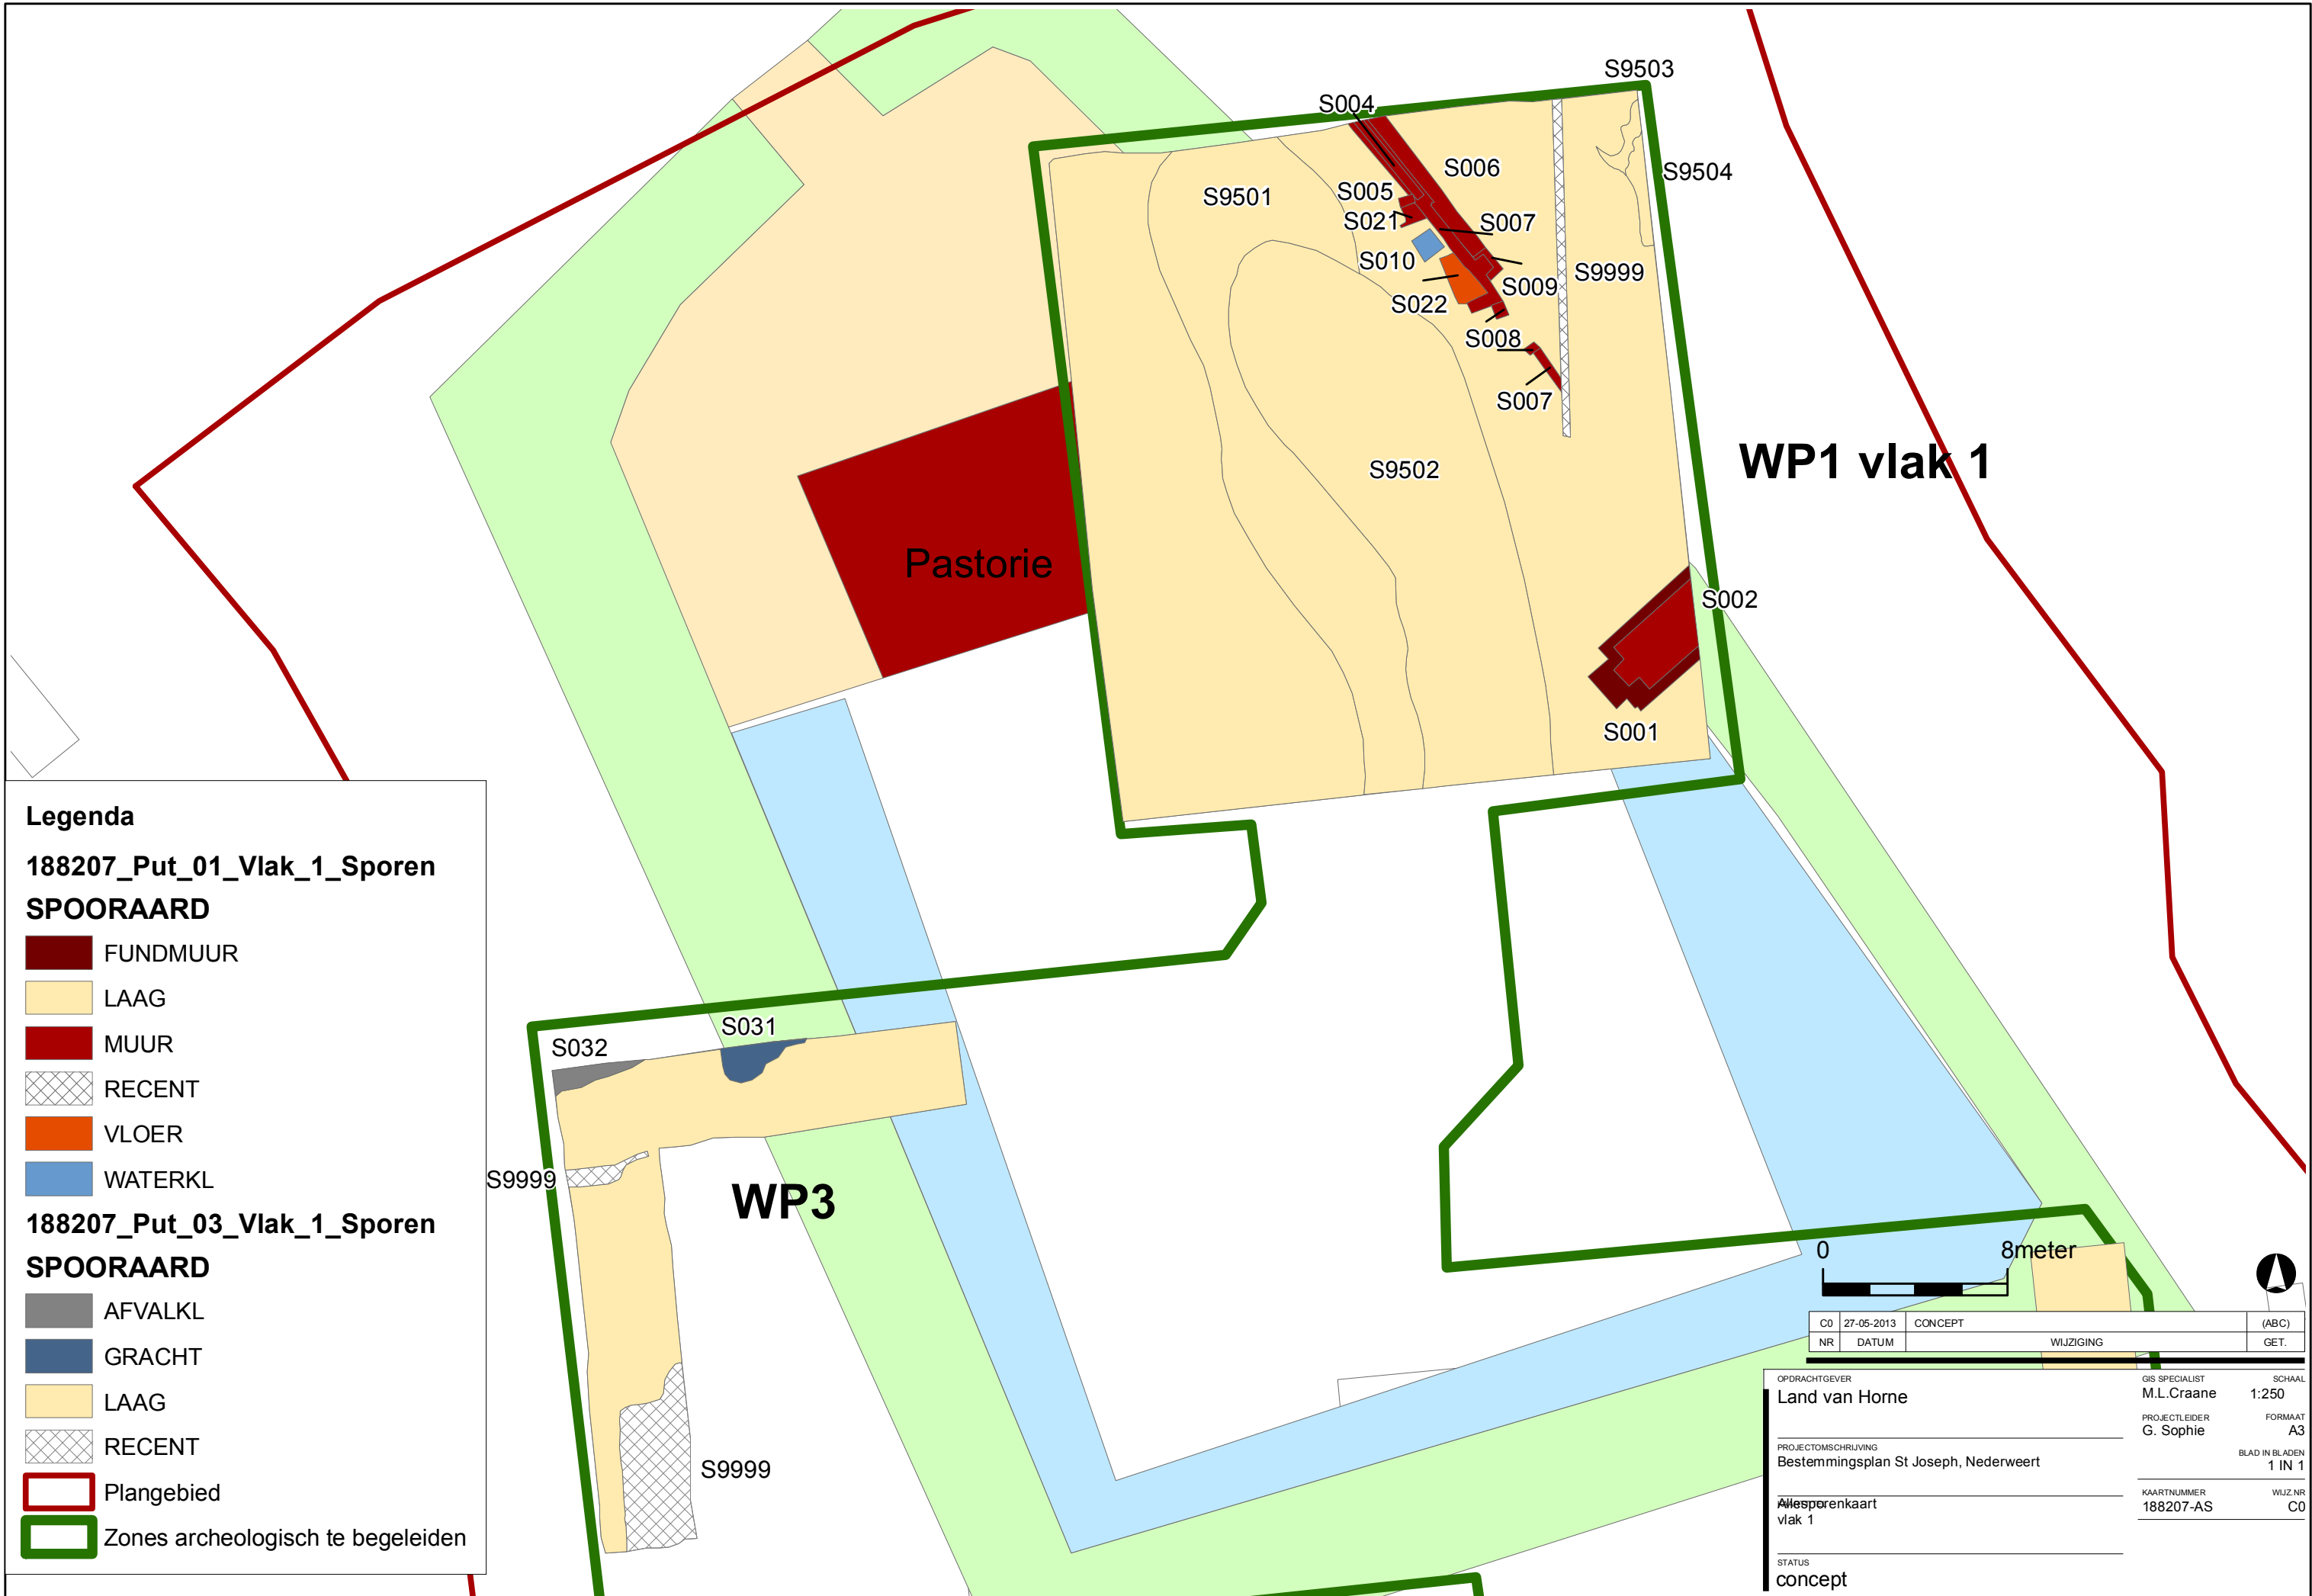 S9503
S004
S006
S9504
S005
S9501
S021
S007
S010
S9999
S009
S022
S008
S007
WP1 vlak 1
S9502
Pastorie
S002
S001
Legenda
188207_Put_01_Vlak_1_Sporen
SPOORAARD
FUNDMUUR
LAAG
MUUR
RECENT
VLOER
WATERKL
188207_Put_03_Vlak_1_Sporen
SPOORAARD
AFVALKL
GRACHT
LAAG
RECENT
Plangebied
Zones archeologisch te begeleiden
S031
S032
S9999
WP3
S9999
0 8meter
C0 27-05-2013 CONCEPT (ABC)
NR DATUM WIJZIGING GET.
OPDRACHTGEVER
Land van Horne
GIS SPECIALIST SCHAAL
M.L.Craane 1:250
PROJECTLEIDER FORMAAT
G. Sophie A3
PROJECTOMSCHRIJVING
Bestemmingsplan St Joseph, Nederweert
BLAD IN BLADEN
1 IN 1
Allesporenkaart
vlak 1
KAARTNUMMER WIJZ.NR
188207-AS C0
STATUS
concept